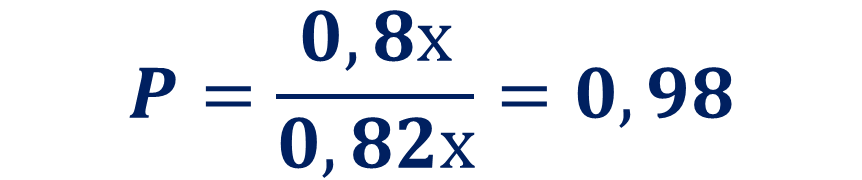 P = 0,8x / 0,82x = 0,98